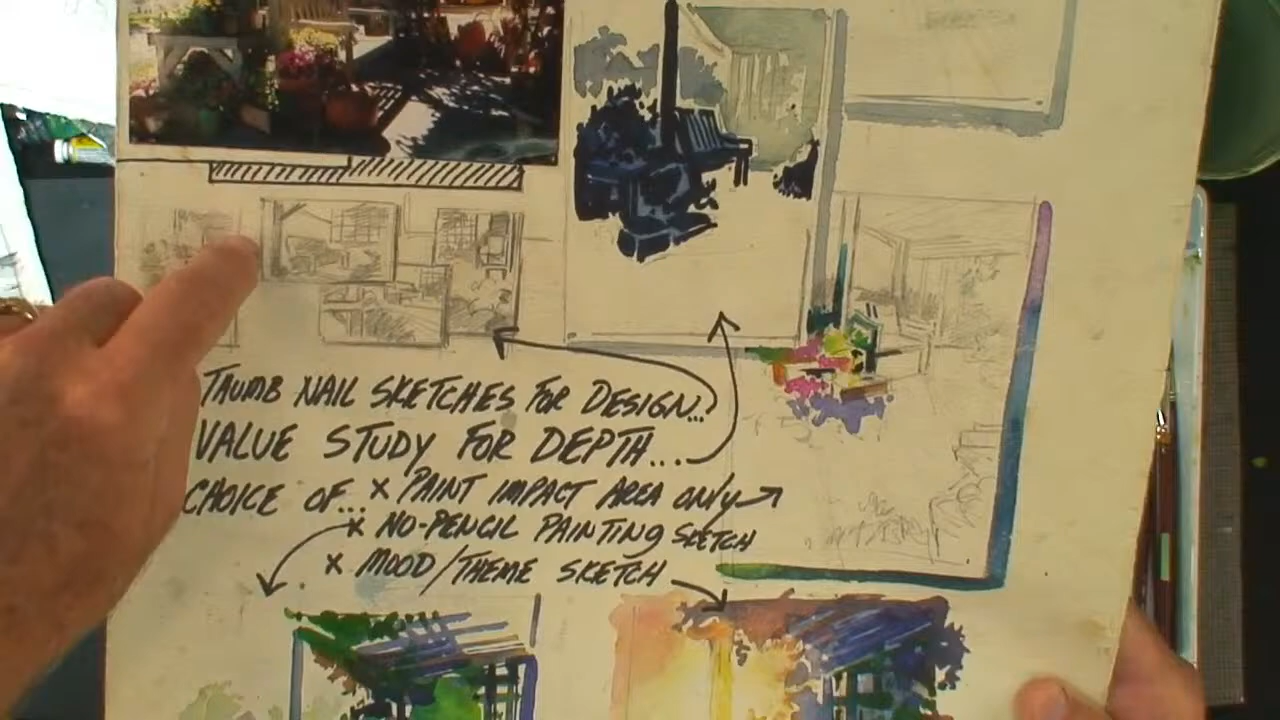 THUMB NAIL SKETCHES FOR DESIGN...
VALUE STUDY FOR DEPTH...
CHOICE OF... x PAINT IMPACT AREA ONLY
x NO-PENCIL PAINTING SKETCH
x MOOD/THEME SKETCH